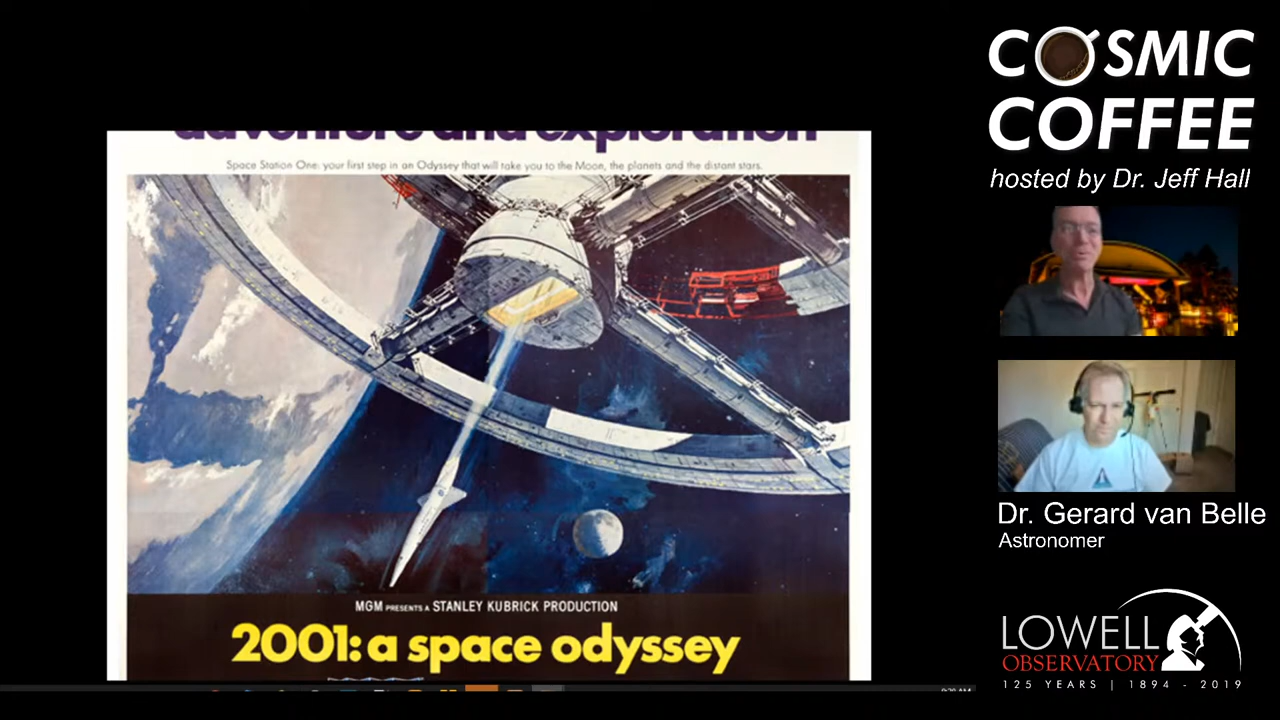 adventure and exploration
Space Station One: your first step in an Odyssey that will take you to the Moon, the planets and the distant stars.
MGM PRESENTS A STANLEY KUBRICK PRODUCTION
2001: a space odyssey
COSMIC
COFFEE
hosted by Dr. Jeff Hall
Dr. Gerard van Belle
Astronomer
LOWELL
OBSERVATORY
125 YEARS | 1894 - 2019